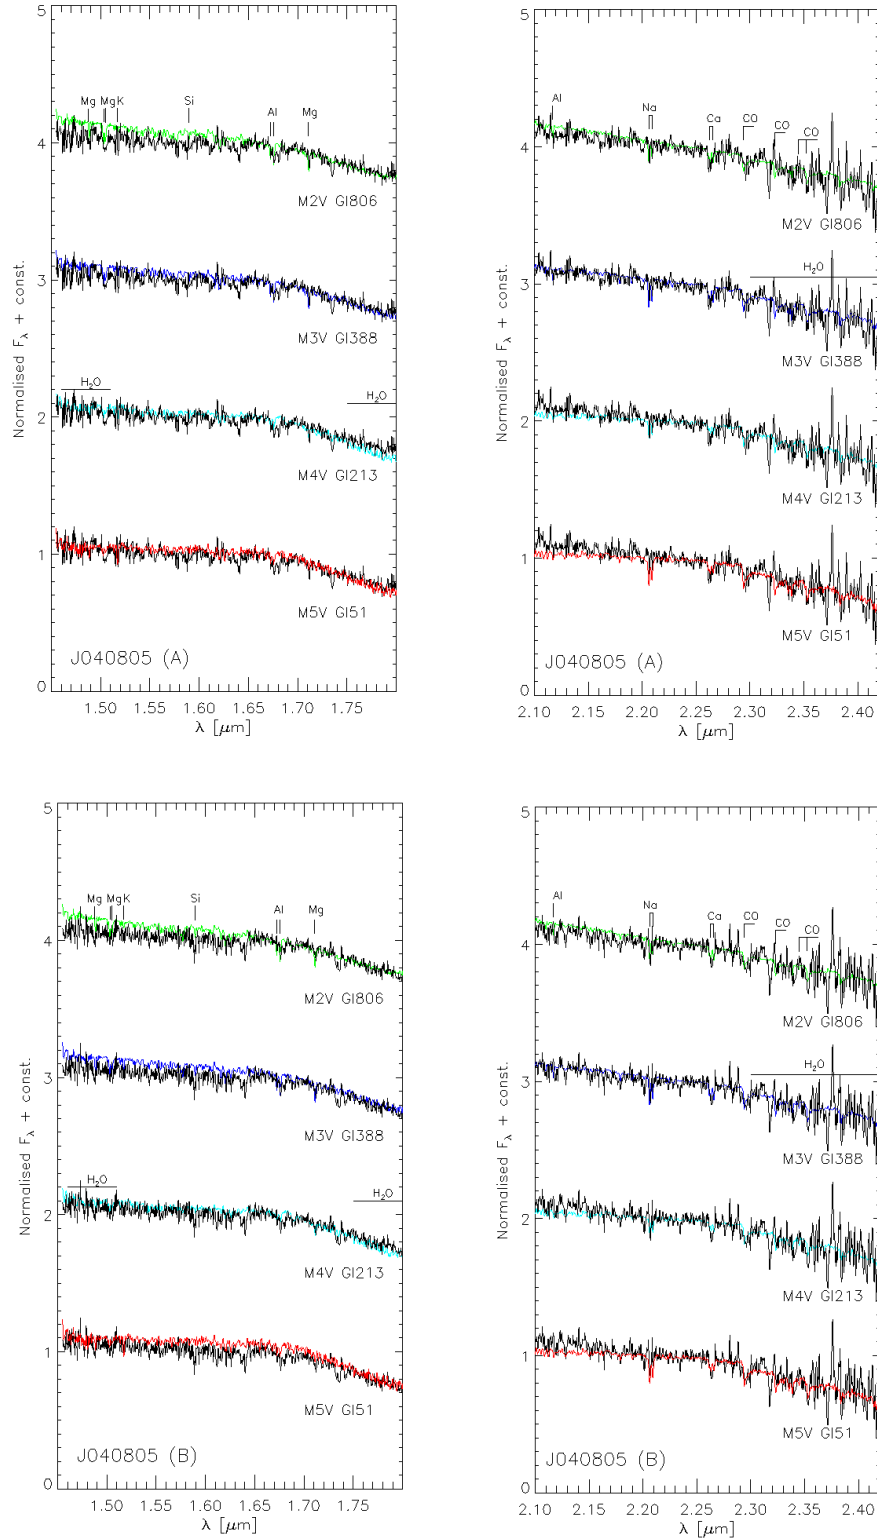 5
Mg MgK Si Al Mg
4
M2V Gl806
3
M3V Gl388
H₂O
H₂O
2
M4V Gl213
1
M5V Gl51
J040805 (A)
0
1.50 1.55 1.60 1.65 1.70 1.75
λ [μm]
Normalised F_λ + const.
5
Al Na Ca CO CO CO
4
M2V Gl806
H₂O
3
M3V Gl388
2
M4V Gl213
1
M5V Gl51
J040805 (A)
0
2.10 2.15 2.20 2.25 2.30 2.35 2.40
λ [μm]
Normalised F_λ + const.
5
Mg MgK Si Al Mg
4
M2V Gl806
3
M3V Gl388
H₂O
H₂O
2
M4V Gl213
1
M5V Gl51
J040805 (B)
0
1.50 1.55 1.60 1.65 1.70 1.75
λ [μm]
Normalised F_λ + const.
5
Al Na Ca CO CO CO
4
M2V Gl806
H₂O
3
M3V Gl388
2
M4V Gl213
1
M5V Gl51
J040805 (B)
0
2.10 2.15 2.20 2.25 2.30 2.35 2.40
λ [μm]
Normalised F_λ + const.